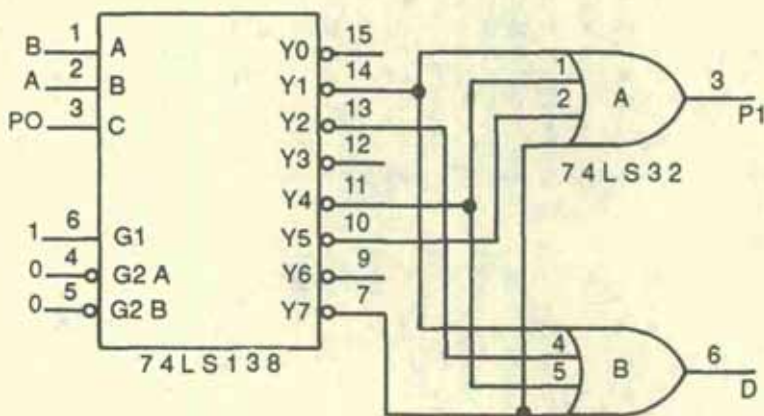 B 1 A
A 2 B
PO 3 C
1 6 G1
0 4 G2 A
0 5 G2 B
Y0 15
Y1 14
Y2 13
Y3 12
Y4 11
Y5 10
Y6 9
Y7 7
74LS138
1
2
A
3
P1
74LS32
4
5
B
6
D